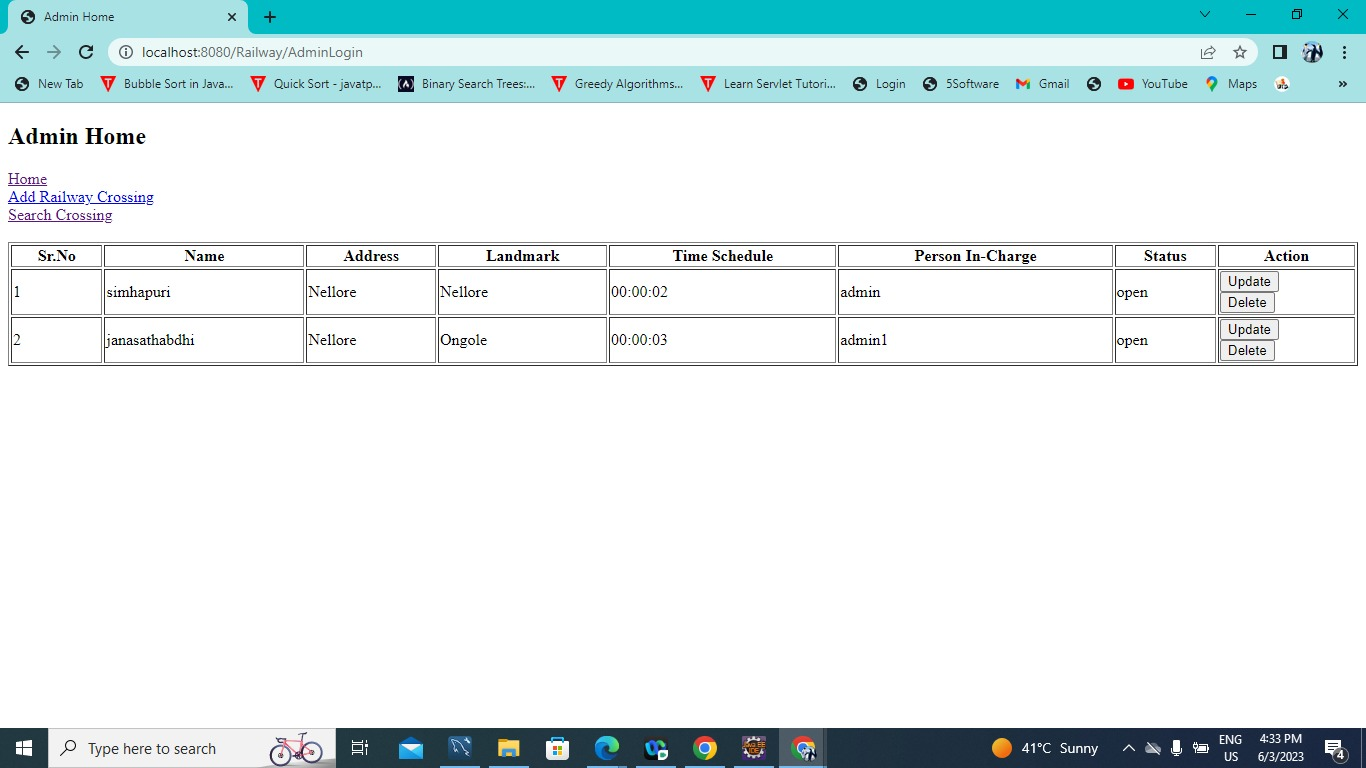 Admin Home
localhost:8080/Railway/AdminLogin
New Tab Bubble Sort in Java... Quick Sort - javatp... Binary Search Trees:... Greedy Algorithms... Learn Servlet Tutori... Login 5Software Gmail YouTube Maps »
Admin Home
Home
Add Railway Crossing
Search Crossing
Sr.No Name Address Landmark Time Schedule Person In-Charge Status Action
1 simhapuri Nellore Nellore 00:00:02 admin open Update
Delete
2 janasathabdhi Nellore Ongole 00:00:03 admin1 open Update
Delete
Type here to search 41°C Sunny ENG 4:33 PM
US 6/3/2023 4